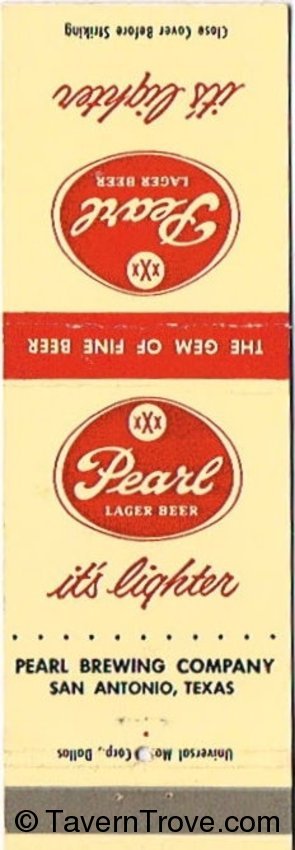 Close Cover Before Striking
it's lighter
Pearl
LAGER BEER
XXX
THE GEM OF FINE BEER
XXX
Pearl
LAGER BEER
it's lighter
PEARL BREWING COMPANY
SAN ANTONIO, TEXAS
Universal Corp., Dallas
© TavernTrove.com